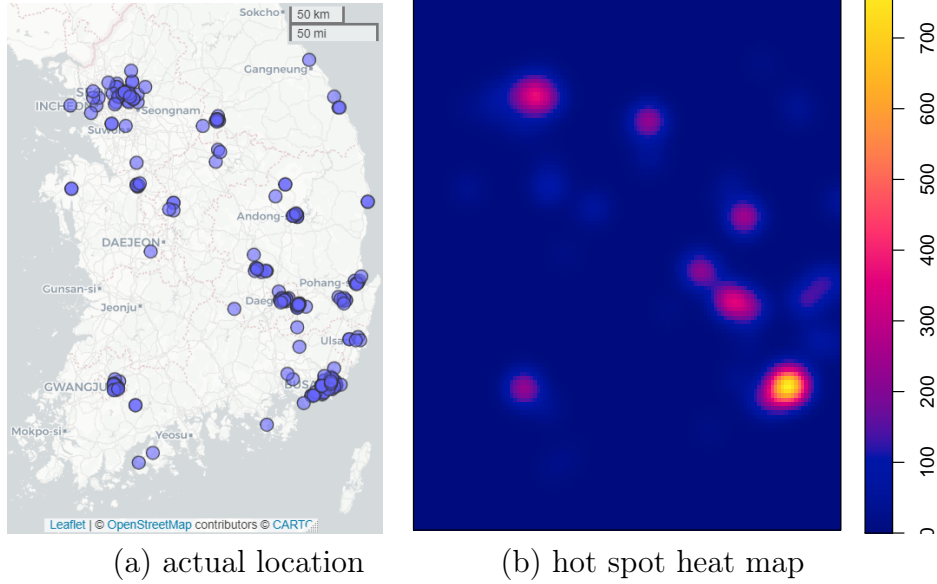 Sokcho
50 km
50 mi
Gangneung
INCH
Seongnam
Suwon
Andong-
DAEJEON
Gunsan-si
Pohang-s
Jeonju
Daeg
Ulsa
GWANGJU
BUSA
Mokpo-si
Yeosu
Leaflet | © OpenStreetMap contributors © CARTO
0 100 200 300 400 500 600 700
(a) actual location
(b) hot spot heat map